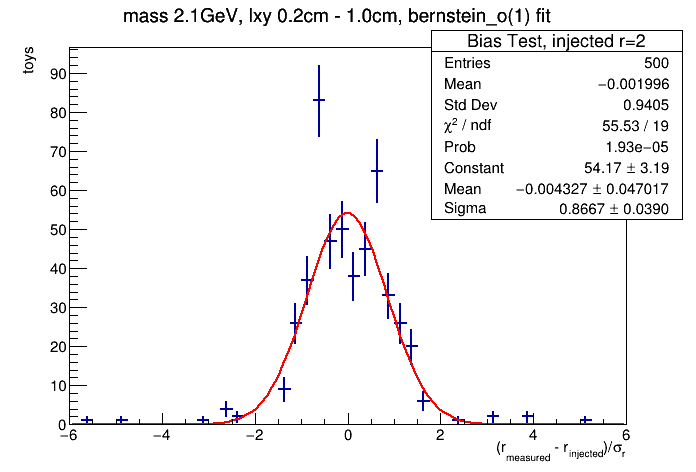 mass 2.1GeV, lxy 0.2cm - 1.0cm, bernstein_o(1) fit
toys
Bias Test, injected r=2
Entries 500
Mean −0.001996
Std Dev 0.9405
χ² / ndf 55.53 / 19
Prob 1.93e−05
Constant 54.17 ± 3.19
Mean −0.004327 ± 0.047017
Sigma 0.8667 ± 0.0390
90
80
70
60
50
40
30
20
10
0
−6 −4 −2 0 2 4 6
(r_measured - r_injected)/σ_r